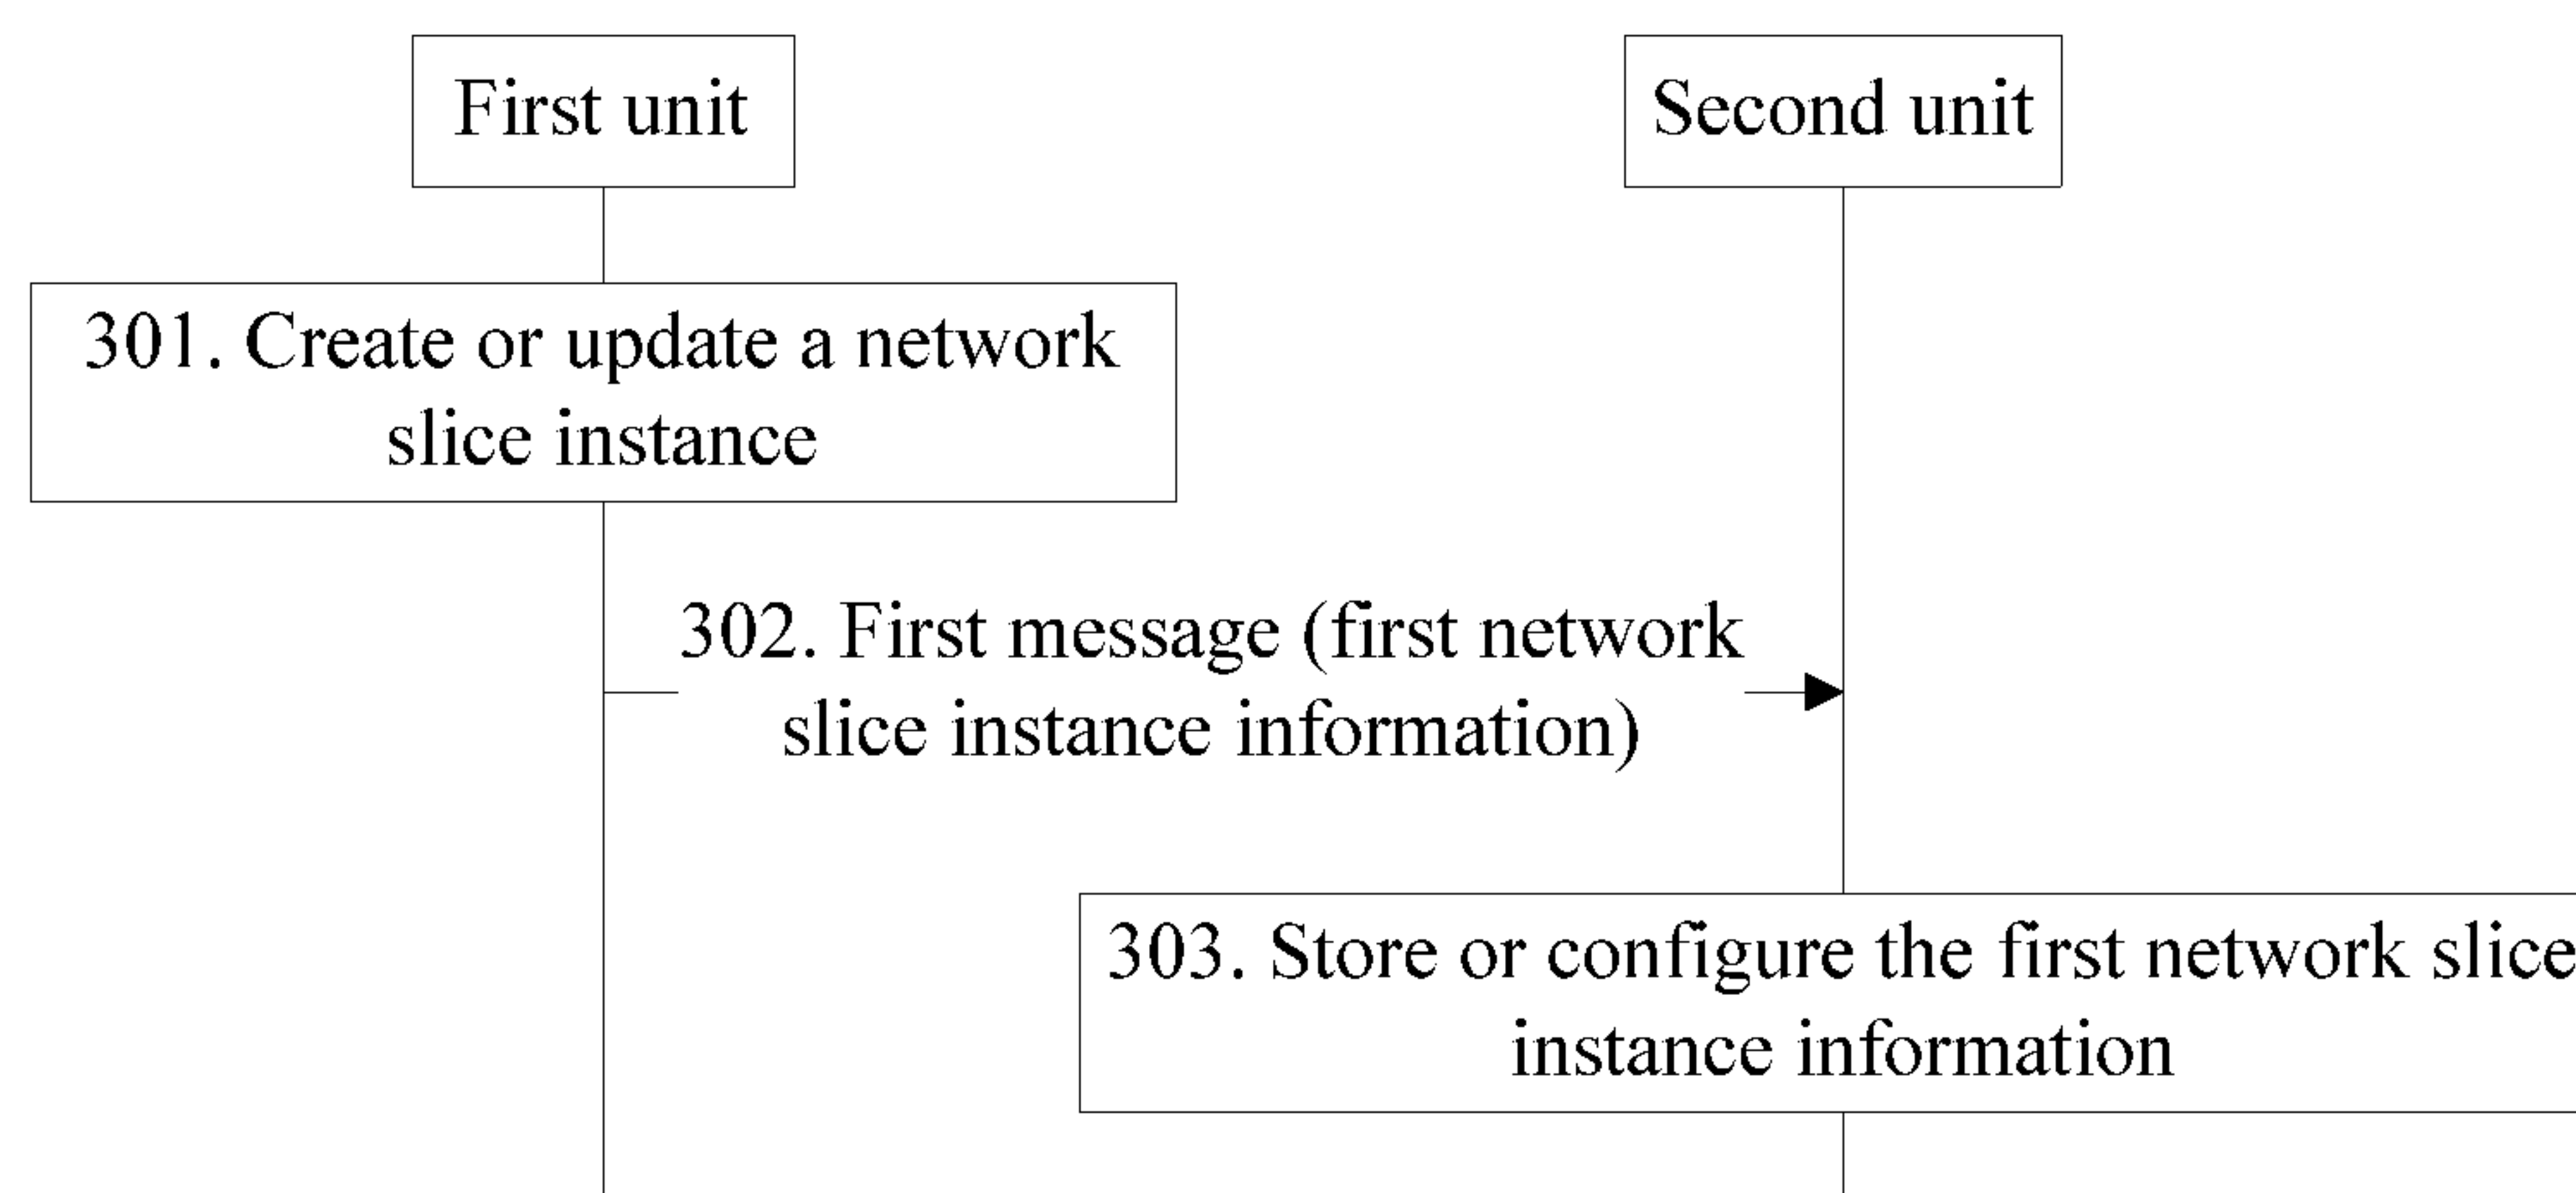 First unit
Second unit
301. Create or update a network
slice instance
302. First message (first network
slice instance information)
303. Store or configure the first network slice
instance information